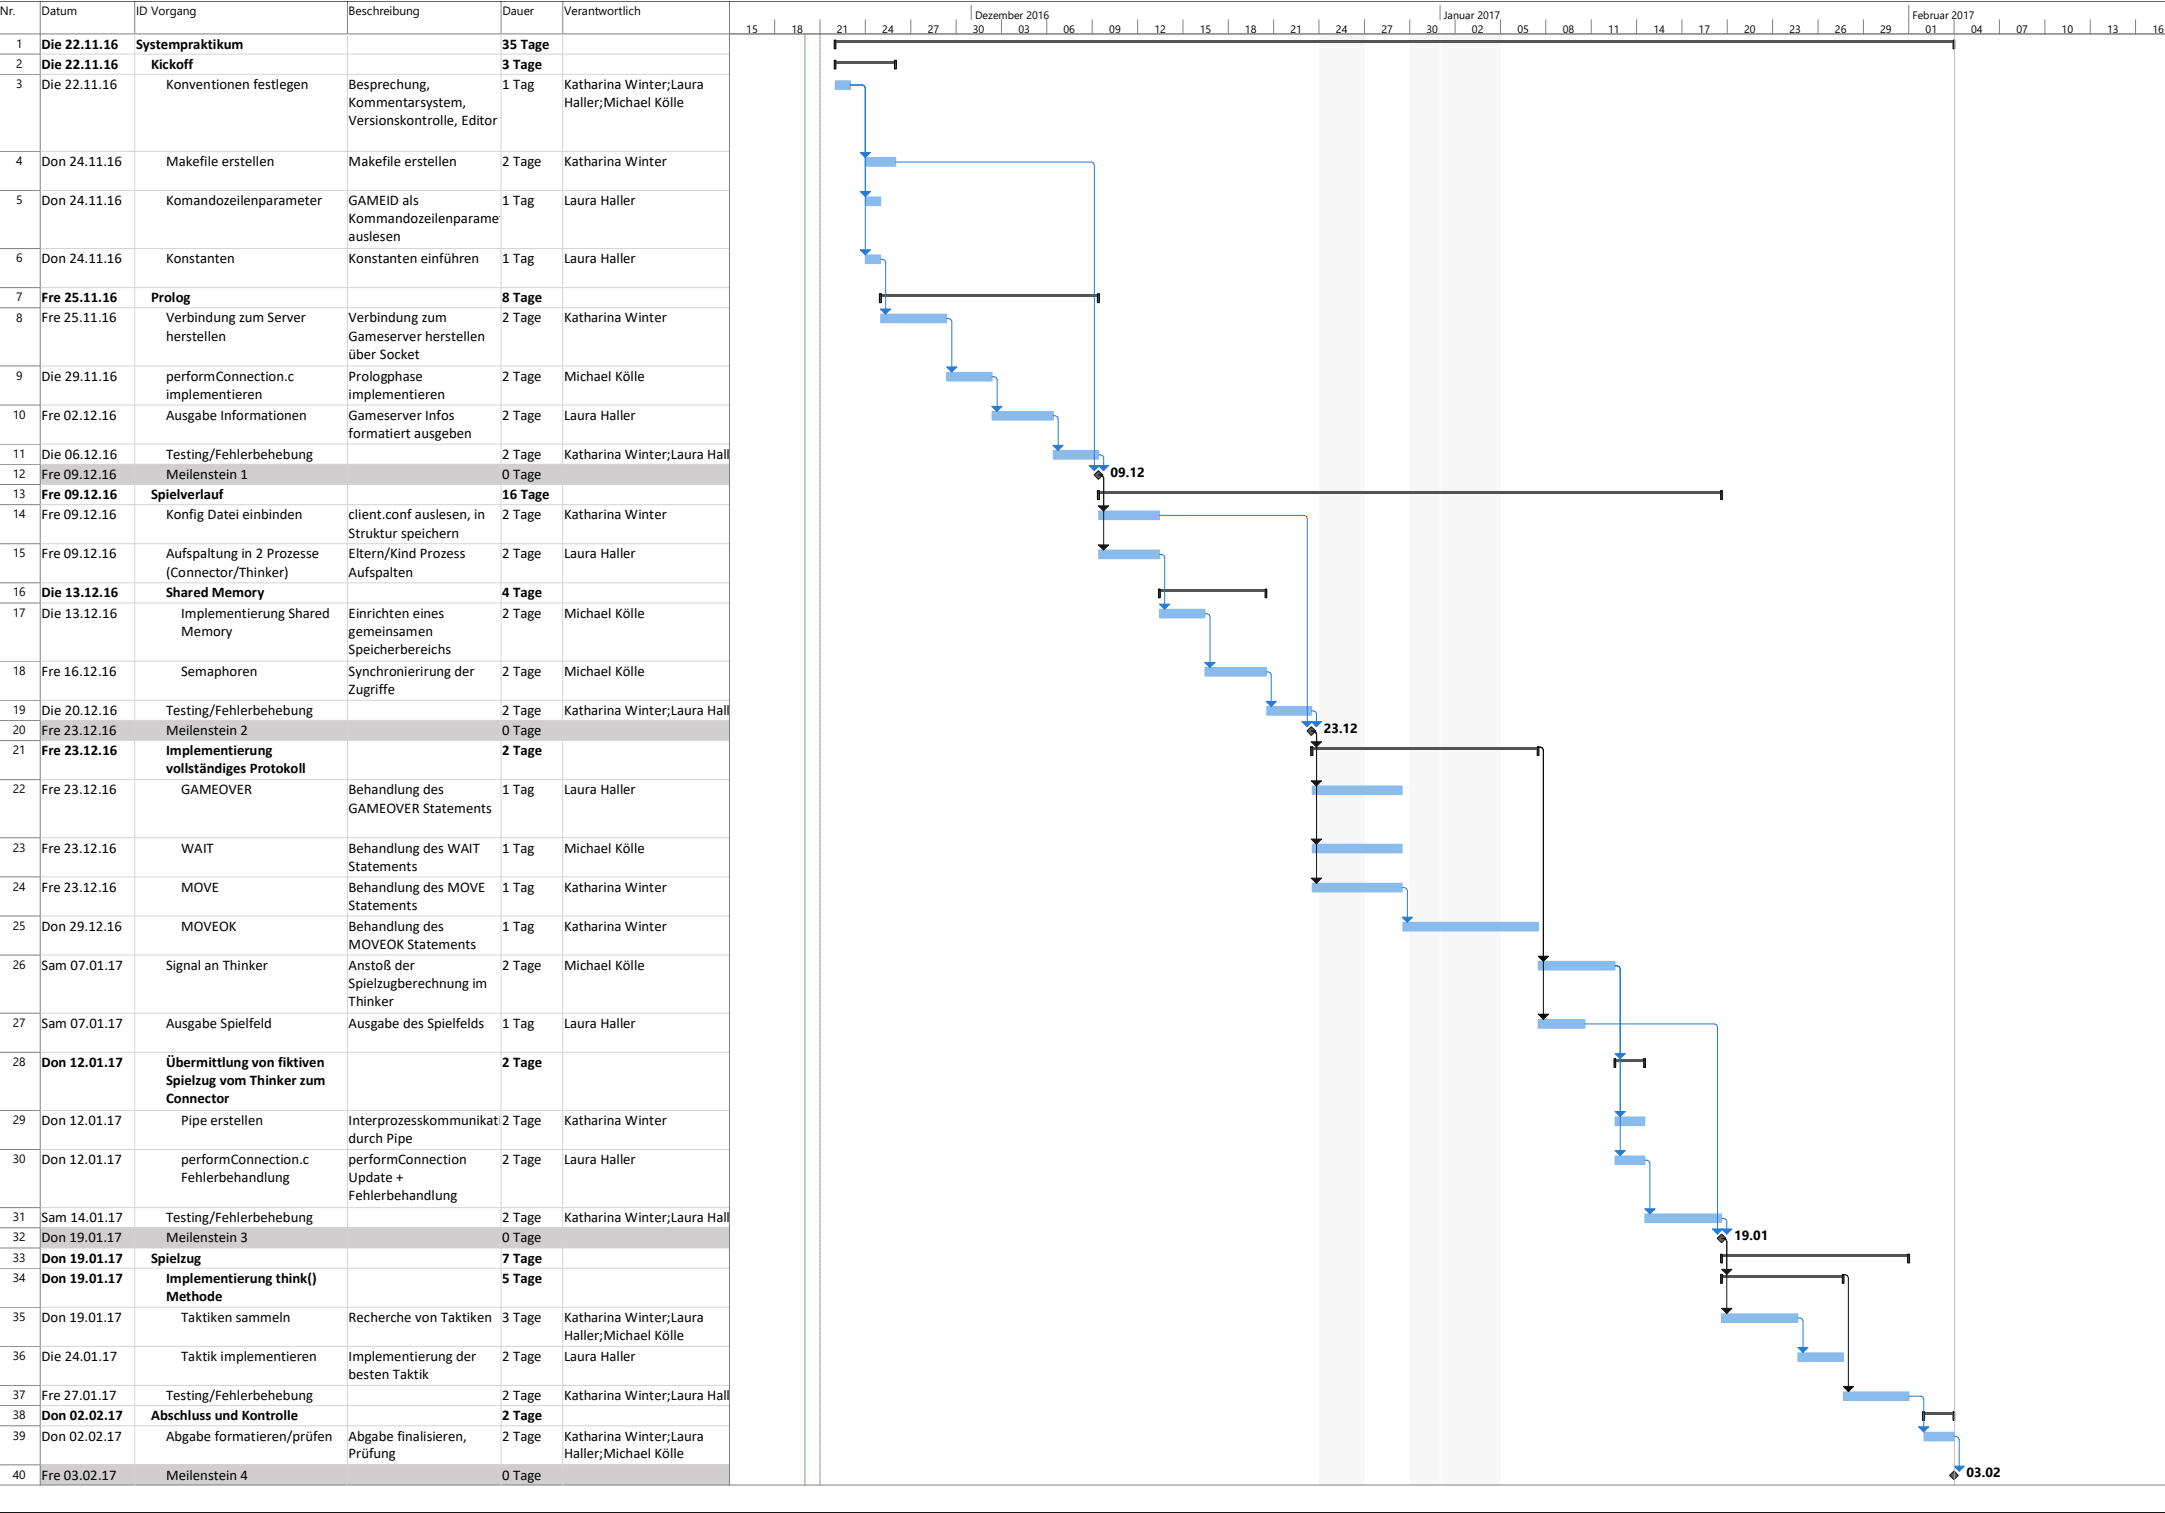 Nr. Datum ID Vorgang Beschreibung Dauer Verantwortlich
Dezember 2016 Januar 2017 Februar 2017
15 18 21 24 27 30 03 06 09 12 15 18 21 24 27 30 02 05 08 11 14 17 20 23 26 29 01 04 07 10 13 16
1 Die 22.11.16 Systempraktikum 35 Tage
2 Die 22.11.16 Kickoff 3 Tage
3 Die 22.11.16 Konventionen festlegen Besprechung, 1 Tag Katharina Winter;Laura
Kommentarsystem, Haller;Michael Kölle
Versionskontrolle, Editor
4 Don 24.11.16 Makefile erstellen Makefile erstellen 2 Tage Katharina Winter
5 Don 24.11.16 Komandozeilenparameter GAMEID als 1 Tag Laura Haller
Kommandozeilenparame
auslesen
6 Don 24.11.16 Konstanten Konstanten einführen 1 Tag Laura Haller
7 Fre 25.11.16 Prolog 8 Tage
8 Fre 25.11.16 Verbindung zum Server Verbindung zum 2 Tage Katharina Winter
herstellen Gameserver herstellen
über Socket
9 Die 29.11.16 performConnection.c Prologphase 2 Tage Michael Kölle
implementieren implementieren
10 Fre 02.12.16 Ausgabe Informationen Gameserver Infos 2 Tage Laura Haller
formatiert ausgeben
11 Die 06.12.16 Testing/Fehlerbehebung 2 Tage Katharina Winter;Laura Hall
12 Fre 09.12.16 Meilenstein 1 0 Tage 09.12
13 Fre 09.12.16 Spielverlauf 16 Tage
14 Fre 09.12.16 Konfig Datei einbinden client.conf auslesen, in 2 Tage Katharina Winter
Struktur speichern
15 Fre 09.12.16 Aufspaltung in 2 Prozesse Eltern/Kind Prozess 2 Tage Laura Haller
(Connector/Thinker) Aufspalten
16 Die 13.12.16 Shared Memory 4 Tage
17 Die 13.12.16 Implementierung Shared Einrichten eines 2 Tage Michael Kölle
Memory gemeinsamen
Speicherbereichs
18 Fre 16.12.16 Semaphoren Synchronierirung der 2 Tage Michael Kölle
Zugriffe
19 Die 20.12.16 Testing/Fehlerbehebung 2 Tage Katharina Winter;Laura Hall
20 Fre 23.12.16 Meilenstein 2 0 Tage 23.12
21 Fre 23.12.16 Implementierung 2 Tage
vollständiges Protokoll
22 Fre 23.12.16 GAMEOVER Behandlung des 1 Tag Laura Haller
GAMEOVER Statements
23 Fre 23.12.16 WAIT Behandlung des WAIT 1 Tag Michael Kölle
Statements
24 Fre 23.12.16 MOVE Behandlung des MOVE 1 Tag Katharina Winter
Statements
25 Don 29.12.16 MOVEOK Behandlung des 1 Tag Katharina Winter
MOVEOK Statements
26 Sam 07.01.17 Signal an Thinker Anstoß der 2 Tage Michael Kölle
Spielzugberechnung im
Thinker
27 Sam 07.01.17 Ausgabe Spielfeld Ausgabe des Spielfelds 1 Tag Laura Haller
28 Don 12.01.17 Übermittlung von fiktiven 2 Tage
Spielzug vom Thinker zum
Connector
29 Don 12.01.17 Pipe erstellen Interprozesskommunikati 2 Tage Katharina Winter
durch Pipe
30 Don 12.01.17 performConnection.c performConnection 2 Tage Laura Haller
Fehlerbehandlung Update +
Fehlerbehandlung
31 Sam 14.01.17 Testing/Fehlerbehebung 2 Tage Katharina Winter;Laura Hall
32 Don 19.01.17 Meilenstein 3 0 Tage 19.01
33 Don 19.01.17 Spielzug 7 Tage
34 Don 19.01.17 Implementierung think() 5 Tage
Methode
35 Don 19.01.17 Taktiken sammeln Recherche von Taktiken 3 Tage Katharina Winter;Laura
Haller;Michael Kölle
36 Die 24.01.17 Taktik implementieren Implementierung der 2 Tage Laura Haller
besten Taktik
37 Fre 27.01.17 Testing/Fehlerbehebung 2 Tage Katharina Winter;Laura Hall
38 Don 02.02.17 Abschluss und Kontrolle 2 Tage
39 Don 02.02.17 Abgabe formatieren/prüfen Abgabe finalisieren, 2 Tage Katharina Winter;Laura
Prüfung Haller;Michael Kölle
40 Fre 03.02.17 Meilenstein 4 0 Tage 03.02